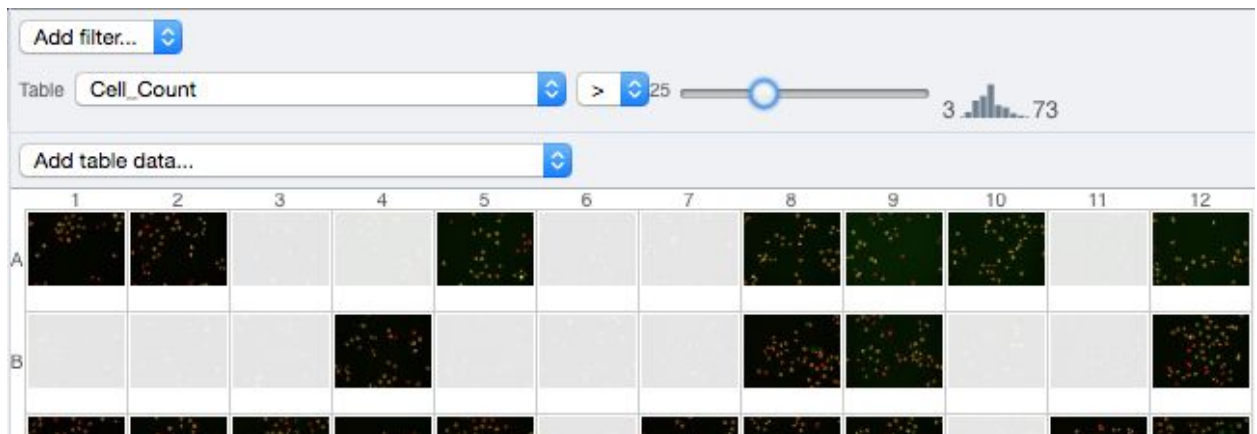 Add filter...
Table Cell_Count > 25 3 73
Add table data...
1 2 3 4 5 6 7 8 9 10 11 12
A
B